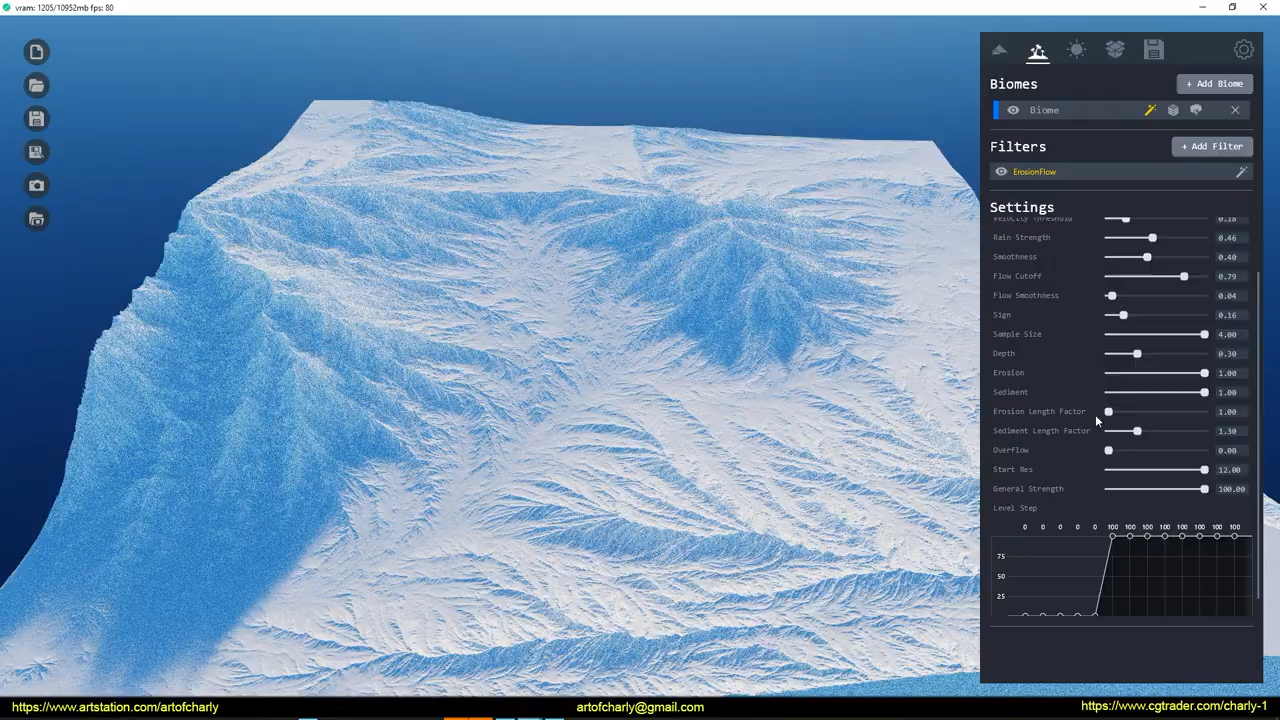 vram: 1205/10952mb fps: 80
Biomes
+ Add Biome
Biome
Filters
+ Add Filter
ErosionFlow
Settings
Velocity Threshold 0.18
Rain Strength 0.46
Smoothness 0.40
Flow Cutoff 0.79
Flow Smoothness 0.04
Sign 0.16
Sample Size 4.00
Depth 0.30
Erosion 1.00
Sediment 1.00
Erosion Length Factor 1.00
Sediment Length Factor 1.30
Overflow 0.00
Start Res 12.00
General Strength 100.00
Level Step
0 0 0 0 0 100 100 100 100 100 100 100 100
75
50
25
https://www.artstation.com/artofcharly
artofcharly@gmail.com
https://www.cgtrader.com/charly-1